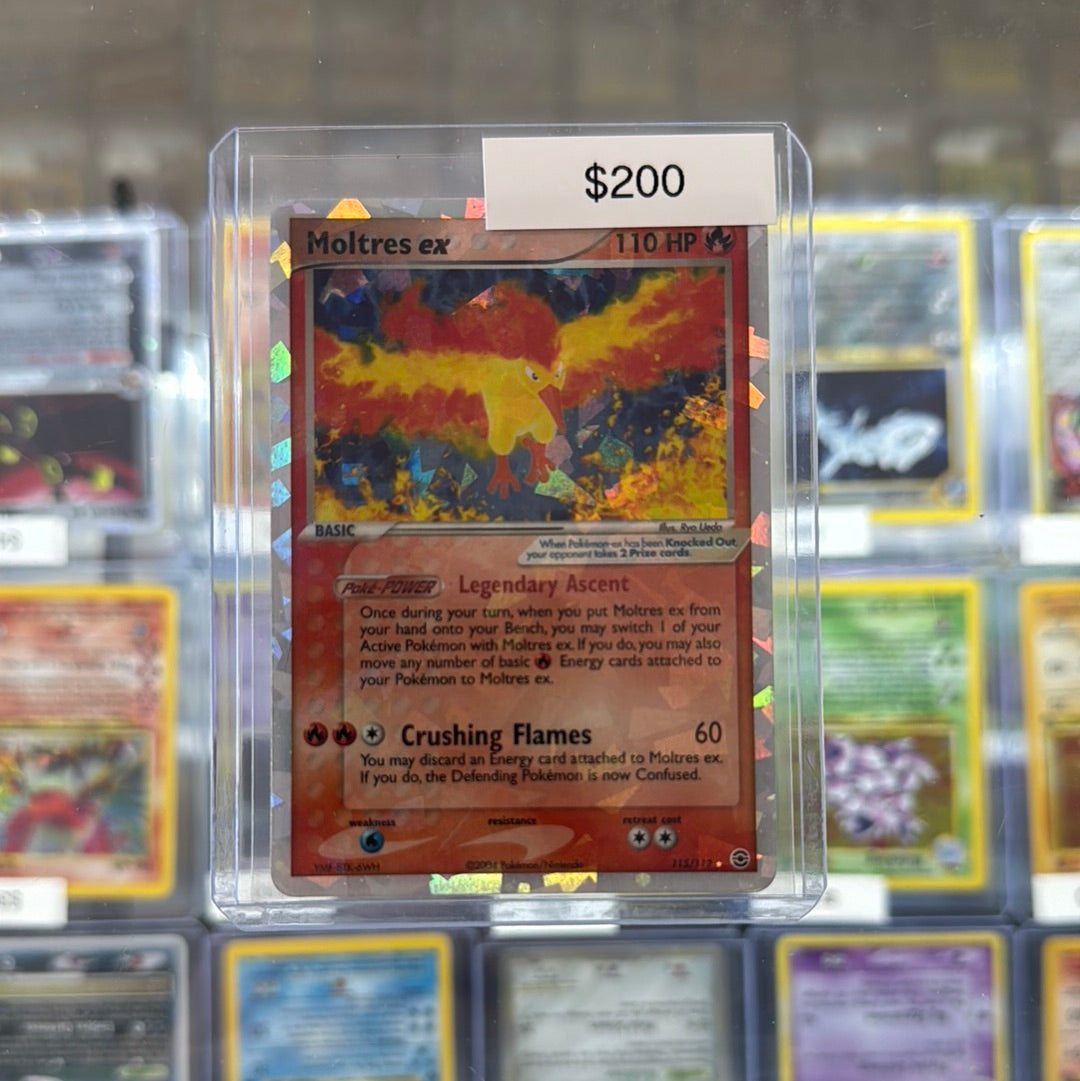 $200
Moltres ex 110 HP
BASIC
Illus. Ryo Ueda
When Pokémon-ex has been Knocked Out,
your opponent takes 2 Prize cards.
Poké-POWER Legendary Ascent
Once during your turn, when you put Moltres ex from
your hand onto your Bench, you may switch 1 of your
Active Pokémon with Moltres ex. If you do, you may also
move any number of basic Energy cards attached to
your Pokémon to Moltres ex.
Crushing Flames 60
You may discard an Energy card attached to Moltres ex.
If you do, the Defending Pokémon is now Confused.
weakness resistance retreat cost
©2004 Pokémon/Nintendo 115/112